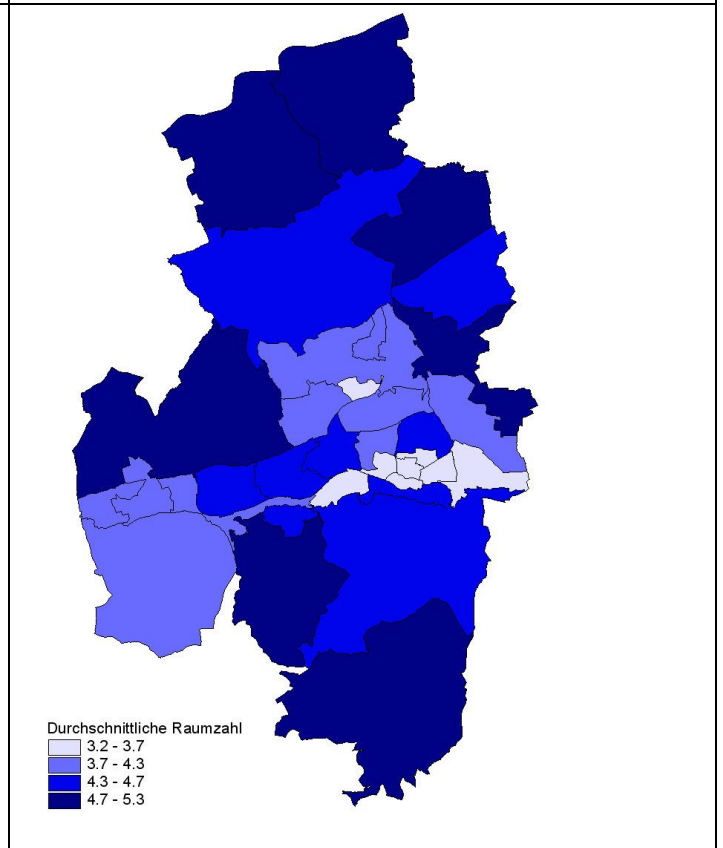 Durchschnittliche Raumzahl
3.2 - 3.7
3.7 - 4.3
4.3 - 4.7
4.7 - 5.3